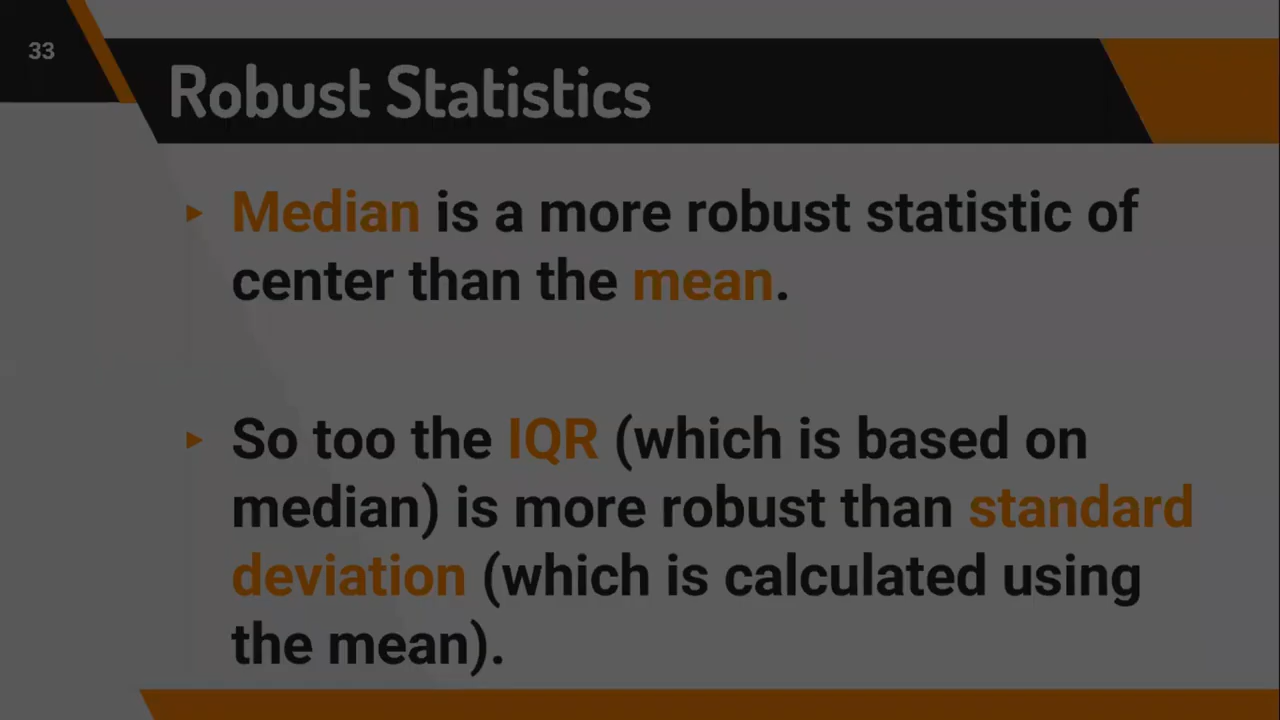 33
Robust Statistics
▸ Median is a more robust statistic of
center than the mean.
▸ So too the IQR (which is based on
median) is more robust than standard
deviation (which is calculated using
the mean).